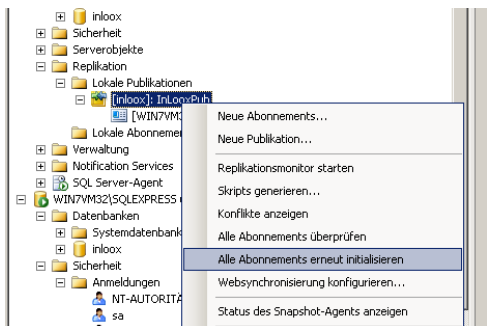 inloox
Sicherheit
Serverobjekte
Replikation
Lokale Publikationen
[inloox]: InLooxPub
[WIN7VM3
Lokale Abonnemen
Verwaltung
Notification Services
SQL Server-Agent
WIN7VM32\SQLEXPRESS
Datenbanken
Systemdatenbank
inloox
Sicherheit
Anmeldungen
NT-AUTORITÄ
sa
Neue Abonnements...
Neue Publikation...
Replikationsmonitor starten
Skripts generieren...
Konflikte anzeigen
Alle Abonnements überprüfen
Alle Abonnements erneut initialisieren
Websynchronisierung konfigurieren...
Status des Snapshot-Agents anzeigen